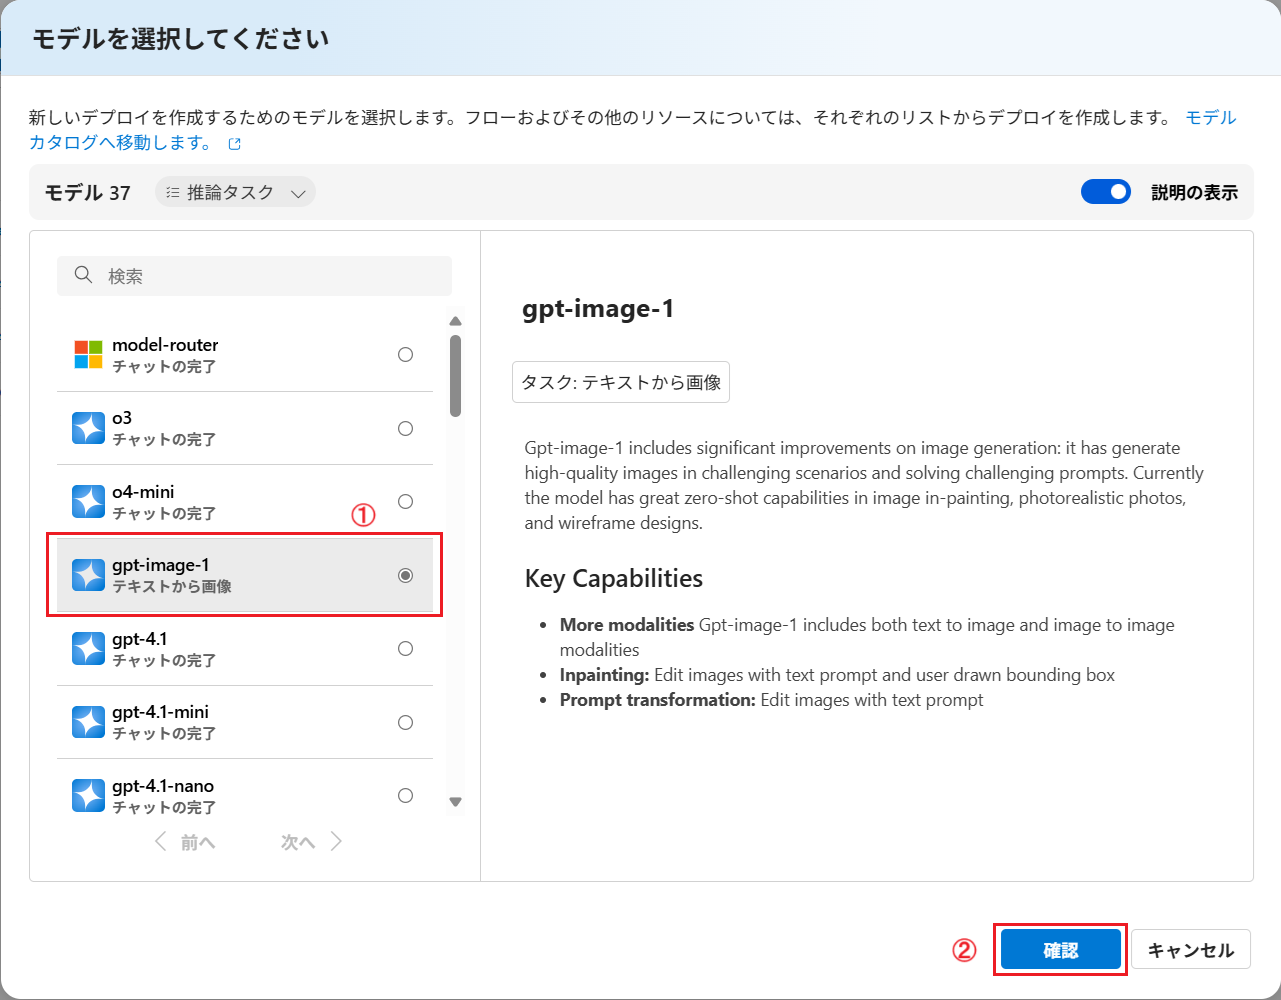 モデルを選択してください
新しいデプロイを作成するためのモデルを選択します。フローおよびその他のリソースについては、それぞれのリストからデプロイを作成します。 モデル
カタログへ移動します。
モデル 37
推論タスク
説明の表示
検索
model-router
チャットの完了
o3
チャットの完了
o4-mini
チャットの完了
①
gpt-image-1
テキストから画像
gpt-4.1
チャットの完了
gpt-4.1-mini
チャットの完了
gpt-4.1-nano
チャットの完了
前へ
次へ
gpt-image-1
タスク: テキストから画像
Gpt-image-1 includes significant improvements on image generation: it has generate
high-quality images in challenging scenarios and solving challenging prompts. Currently
the model has great zero-shot capabilities in image in-painting, photorealistic photos,
and wireframe designs.
Key Capabilities
• More modalities Gpt-image-1 includes both text to image and image to image
modalities
• Inpainting: Edit images with text prompt and user drawn bounding box
• Prompt transformation: Edit images with text prompt
②
確認
キャンセル